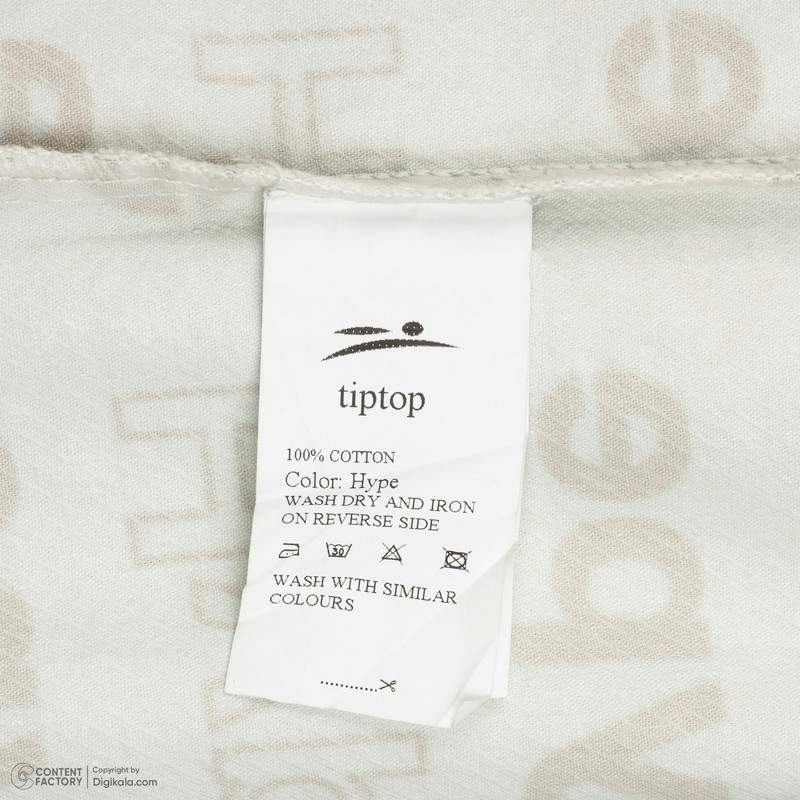 tiptop
100% COTTON
Color: Hype
WASH DRY AND IRON
ON REVERSE SIDE
30
WASH WITH SIMILAR
COLOURS
CONTENT
FACTORY
Copyright by
Digikala.com